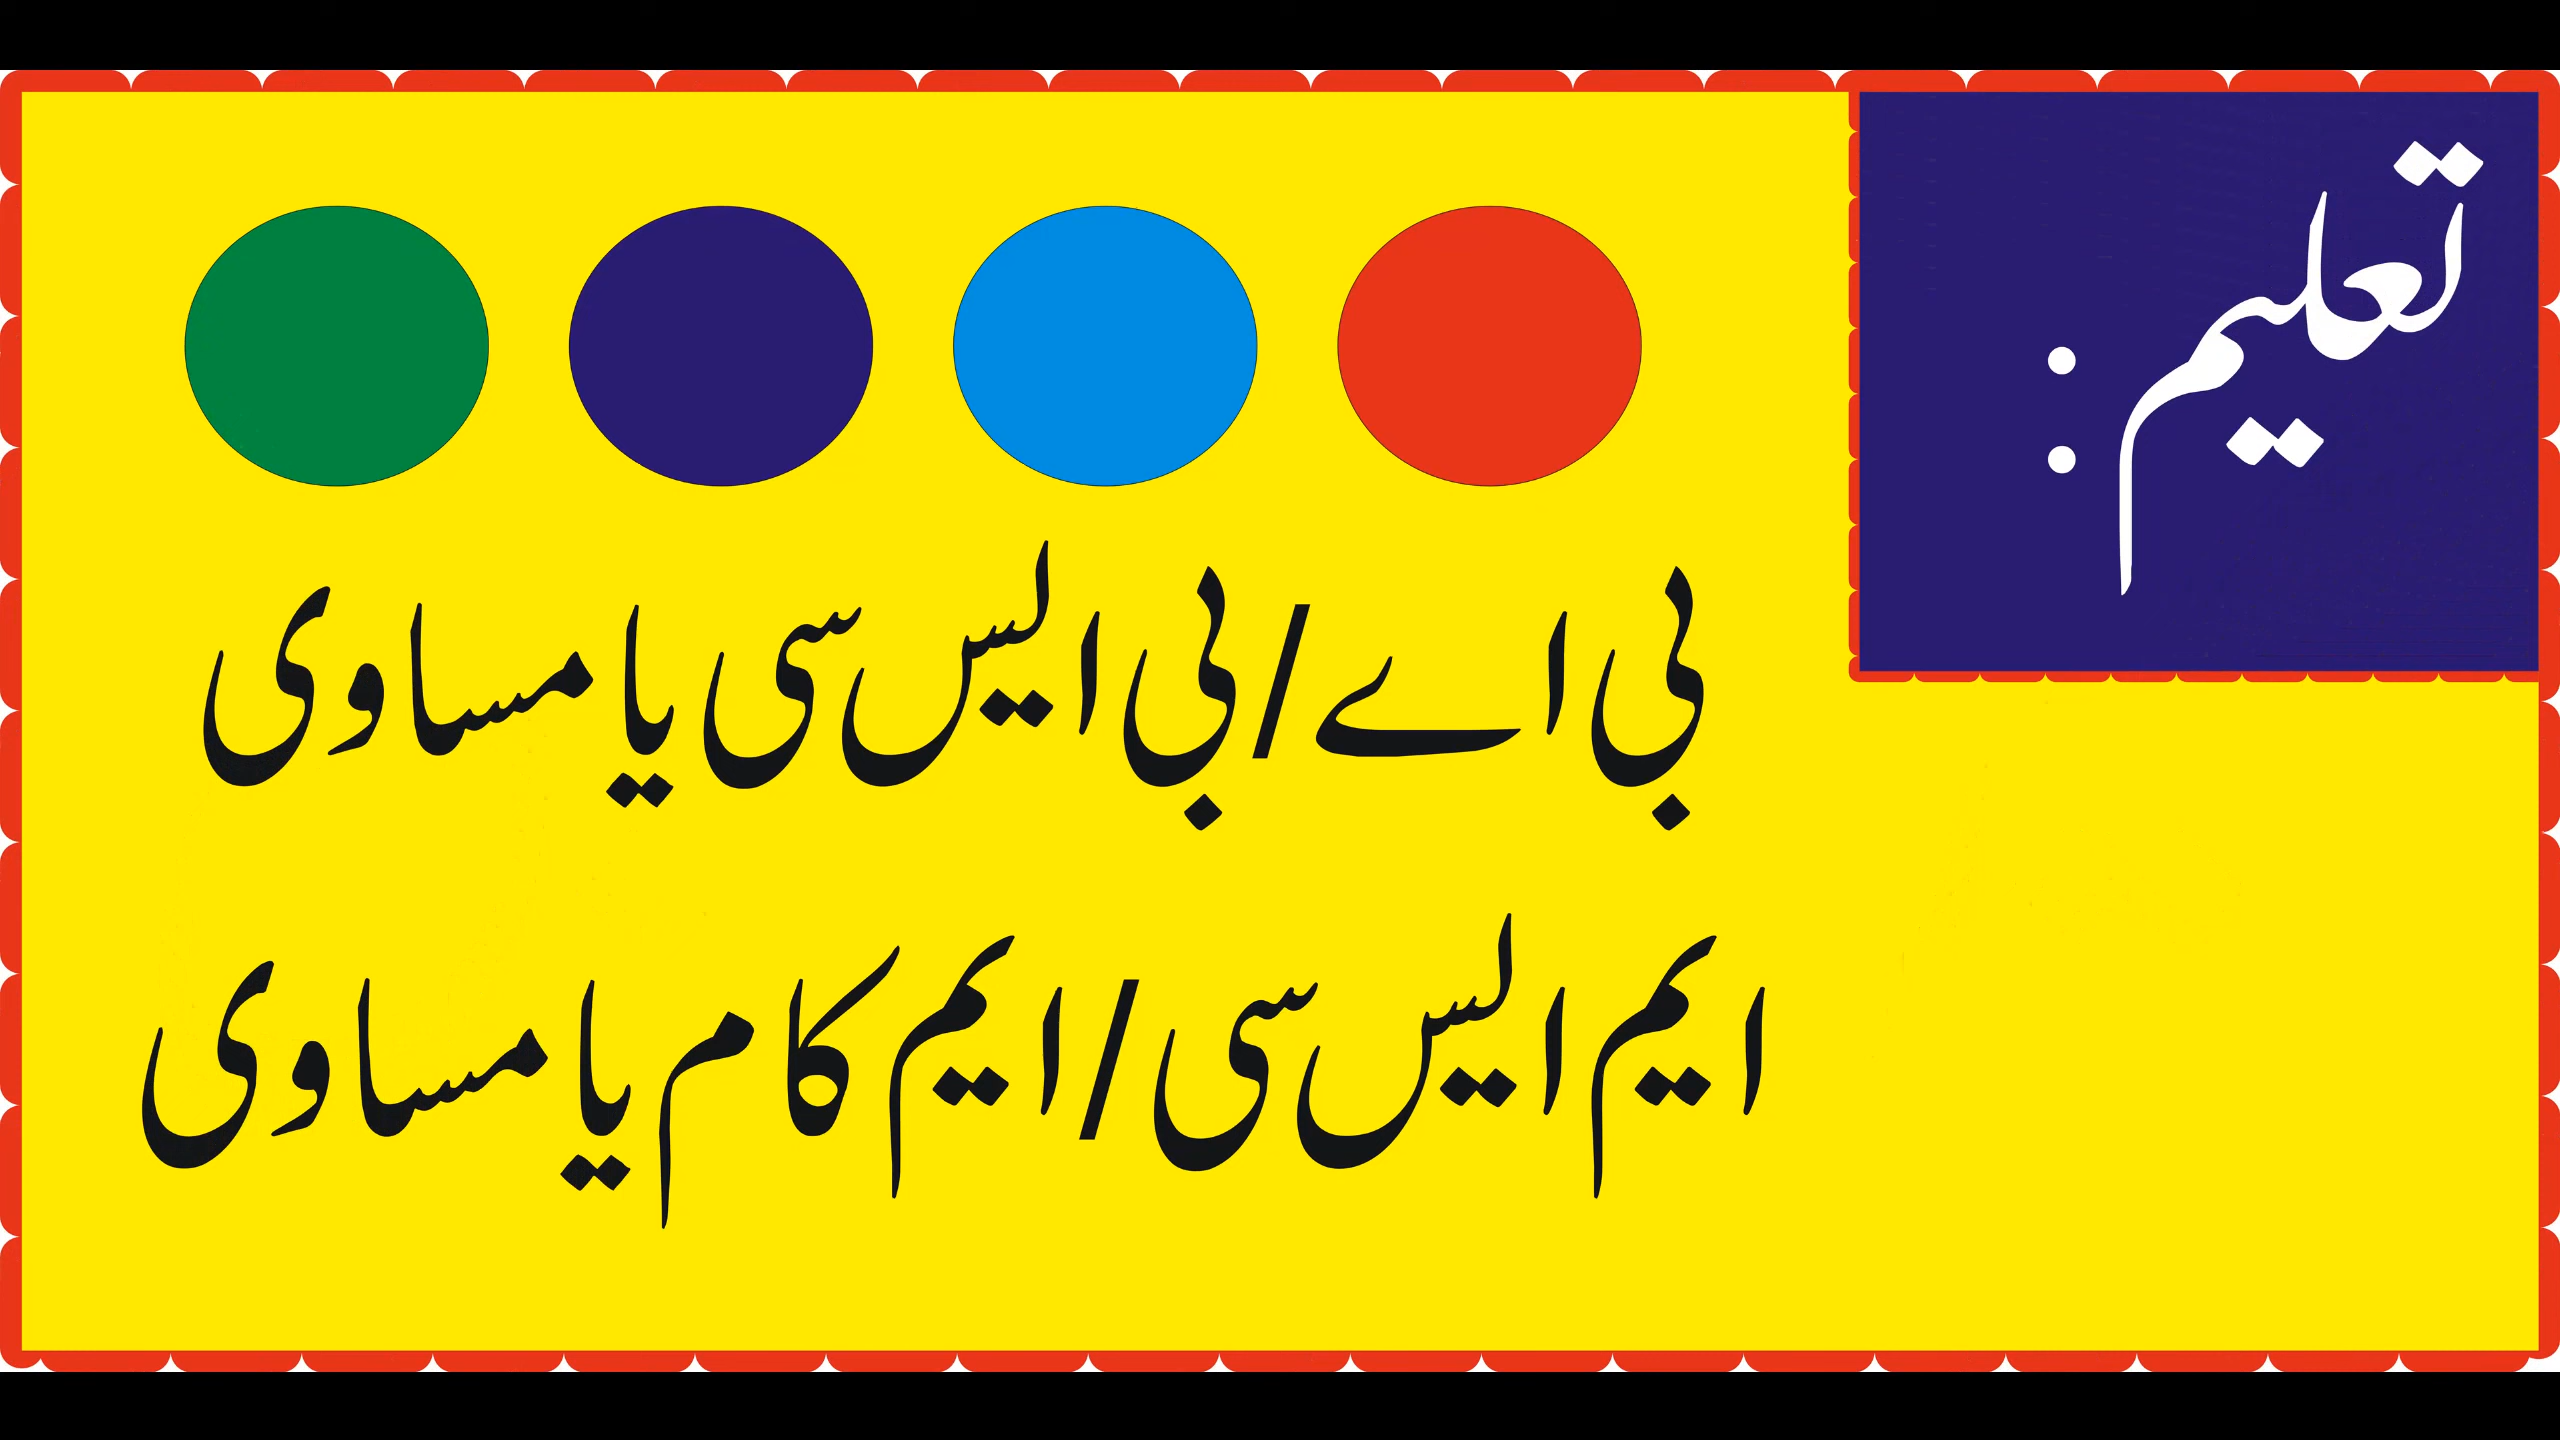 تعلیم :
بی اے/بی ایس سی یا مساوی
ایم ایس سی/ایم کام یا مساوی